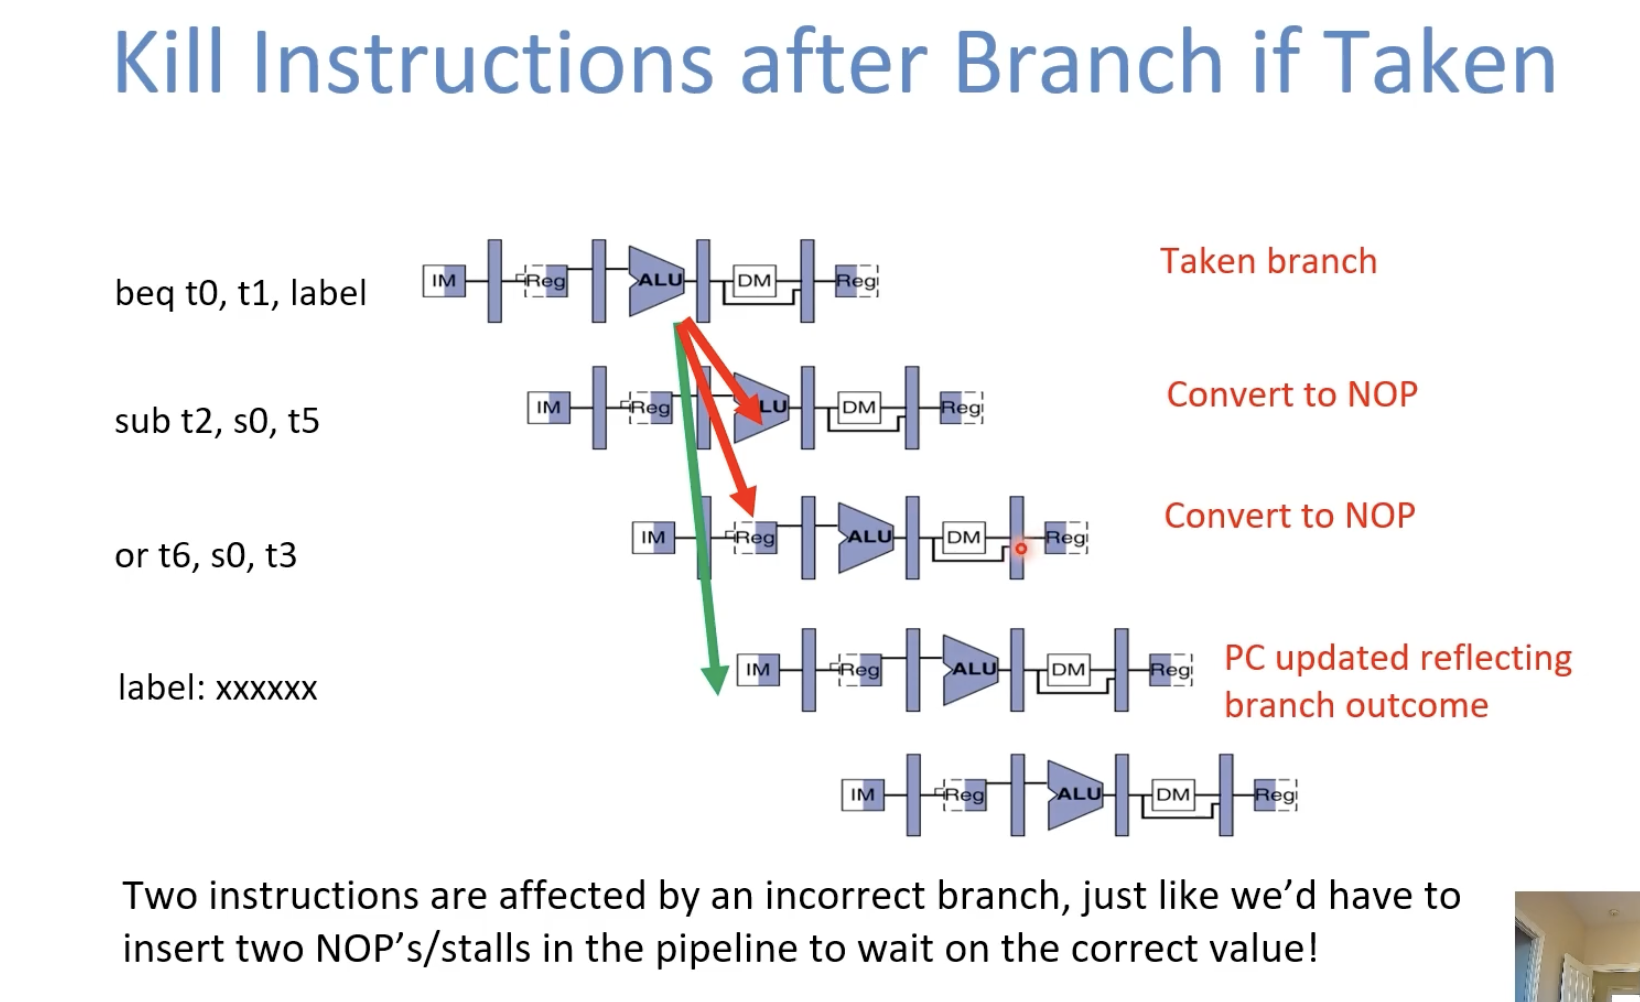 Kill Instructions after Branch if Taken
beq t0, t1, label
IM Reg ALU DM Reg
Taken branch
sub t2, s0, t5
IM Reg LU DM Reg
Convert to NOP
or t6, s0, t3
IM Reg ALU DM Reg
Convert to NOP
label: xxxxxx
IM Reg ALU DM Reg
PC updated reflecting
branch outcome
IM Reg ALU DM Reg
Two instructions are affected by an incorrect branch, just like we’d have to
insert two NOP’s/stalls in the pipeline to wait on the correct value!